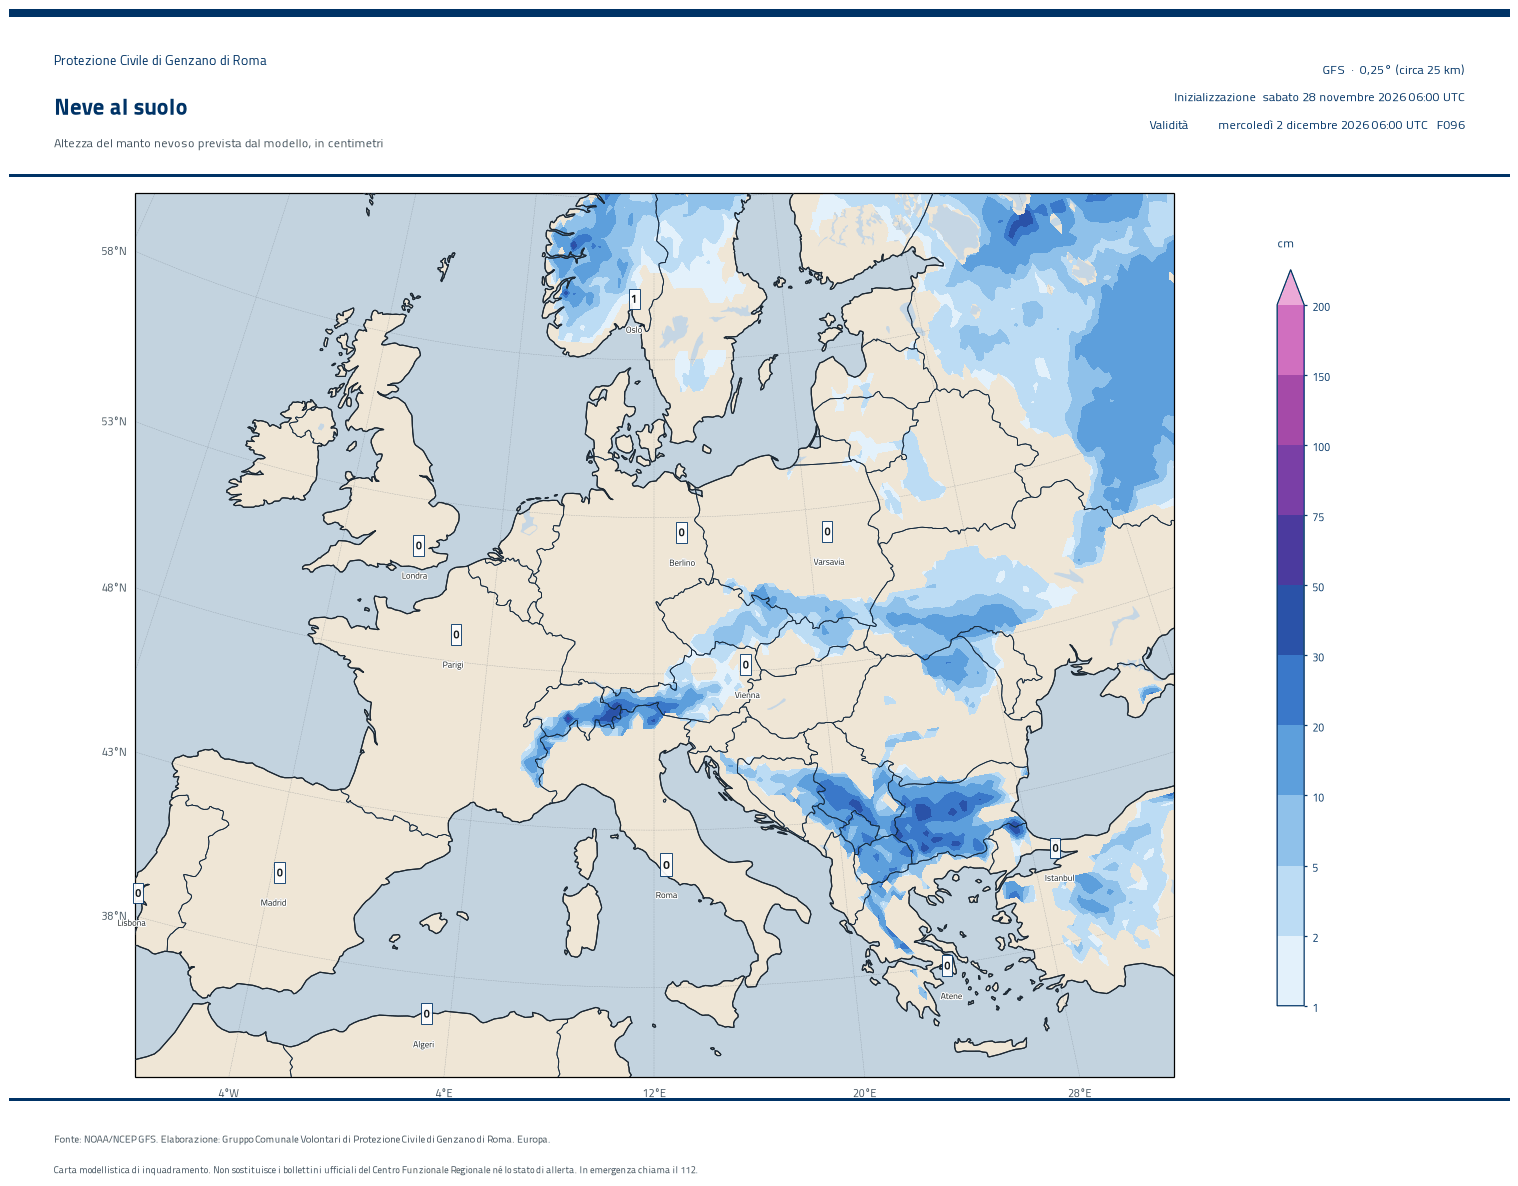 Protezione Civile di Genzano di Roma
Neve al suolo
Altezza del manto nevoso prevista dal modello, in centimetri
GFS · 0,25° (circa 25 km)
Inizializzazione sabato 28 novembre 2026 06:00 UTC
Validità mercoledì 2 dicembre 2026 06:00 UTC F096
58°N
53°N
48°N
43°N
38°N
4°W
4°E
12°E
20°E
28°E
1
Oslo
0
Londra
0
Berlino
0
Varsavia
0
Parigi
0
Vienna
0
Madrid
0
Lisbona
0
Roma
0
Istanbul
0
Atene
0
Algeri
cm
200
150
100
75
50
30
20
10
5
2
1
Fonte: NOAA/NCEP GFS. Elaborazione: Gruppo Comunale Volontari di Protezione Civile di Genzano di Roma. Europa.
Carta modellistica di inquadramento. Non sostituisce i bollettini ufficiali del Centro Funzionale Regionale né lo stato di allerta. In emergenza chiama il 112.